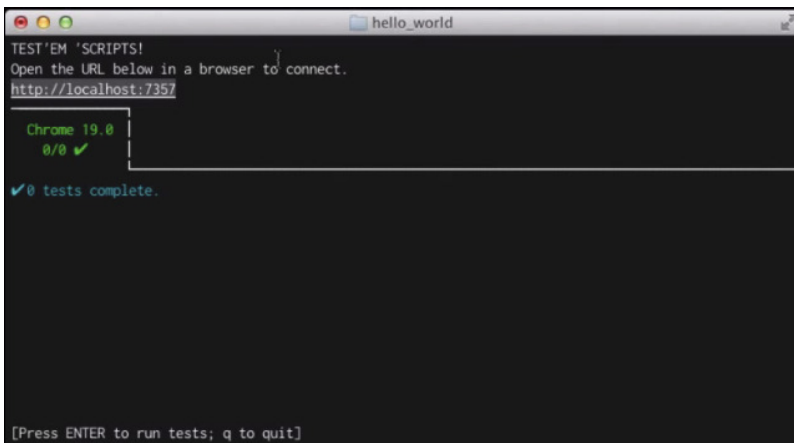 hello_world
TEST'EM 'SCRIPTS!
Open the URL below in a browser to connect.
http://localhost:7357
Chrome 19.0
0/0 ✔
✔0 tests complete.
[Press ENTER to run tests; q to quit]